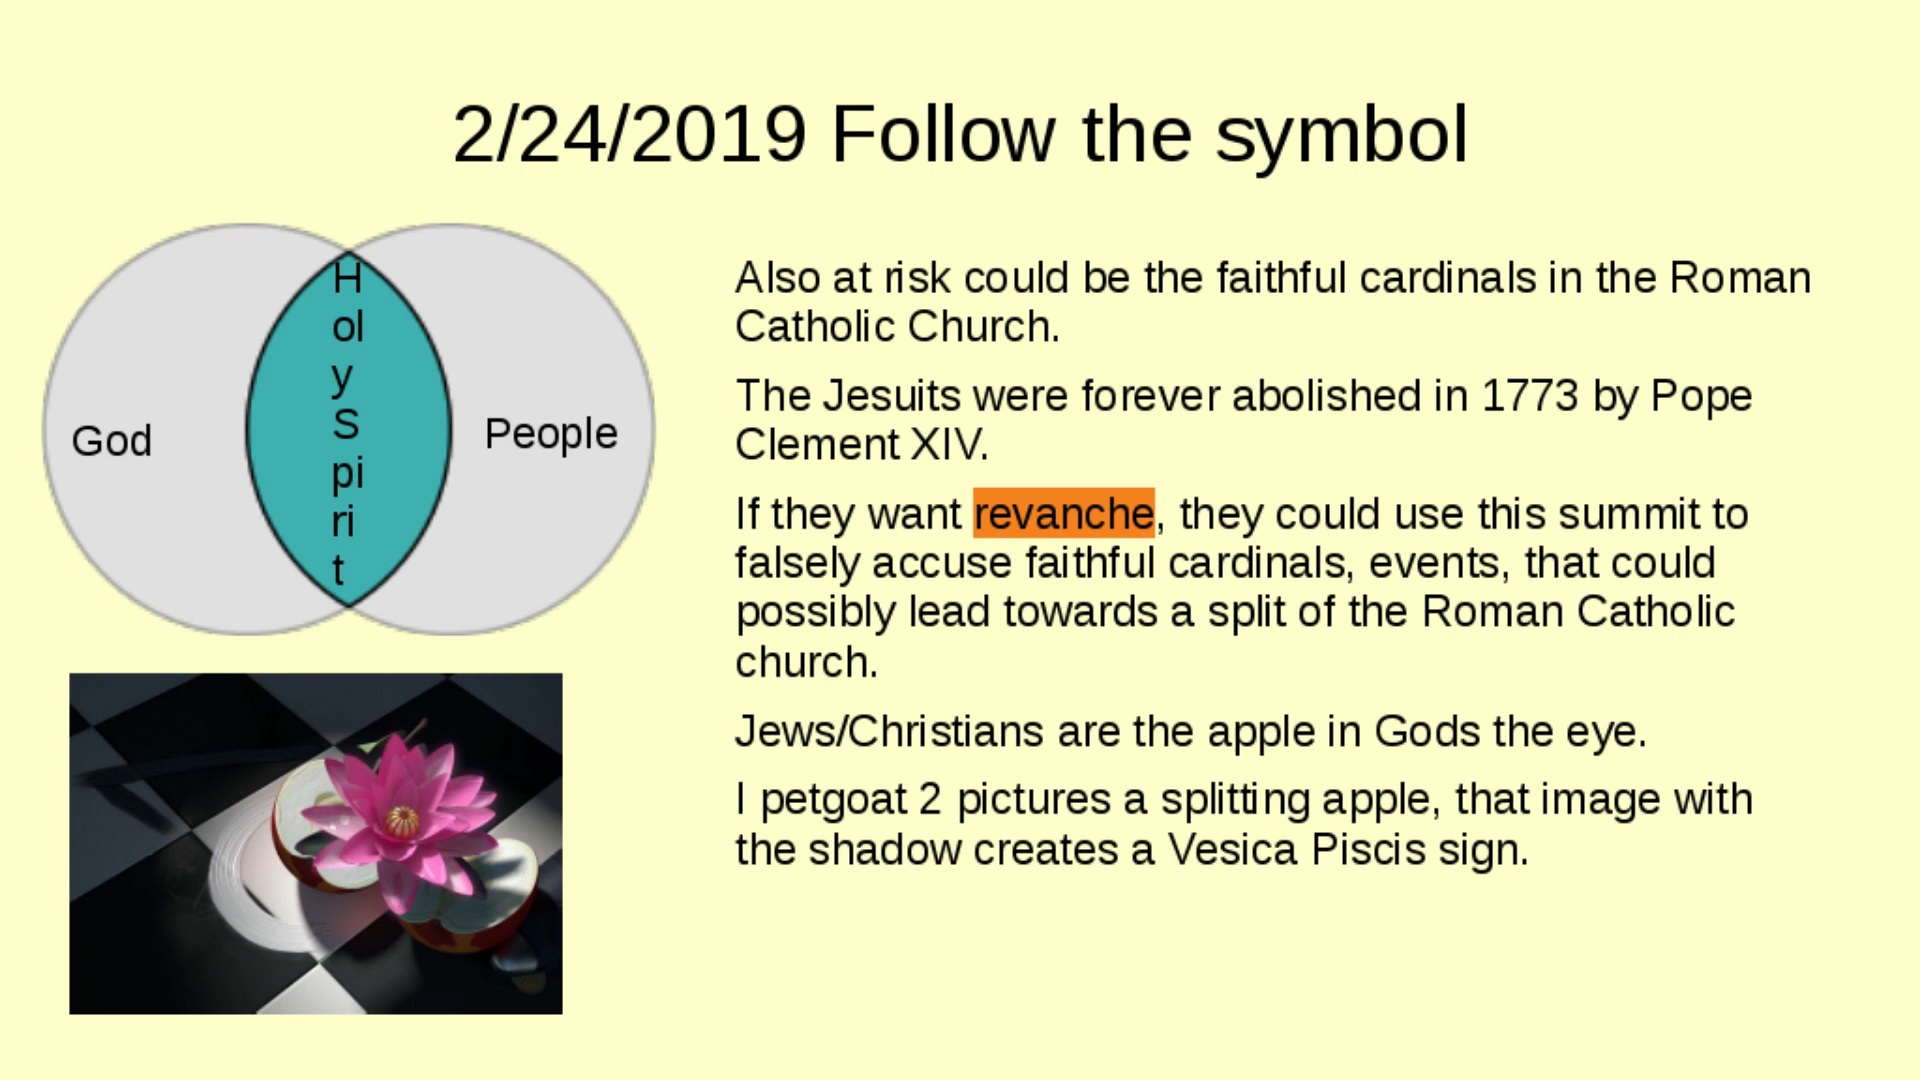 2/24/2019 Follow the symbol
H
ol
y
S
pi
ri
t
God
People
Also at risk could be the faithful cardinals in the Roman
Catholic Church.
The Jesuits were forever abolished in 1773 by Pope
Clement XIV.
If they want revanche, they could use this summit to
falsely accuse faithful cardinals, events, that could
possibly lead towards a split of the Roman Catholic
church.
Jews/Christians are the apple in Gods the eye.
I petgoat 2 pictures a splitting apple, that image with
the shadow creates a Vesica Piscis sign.